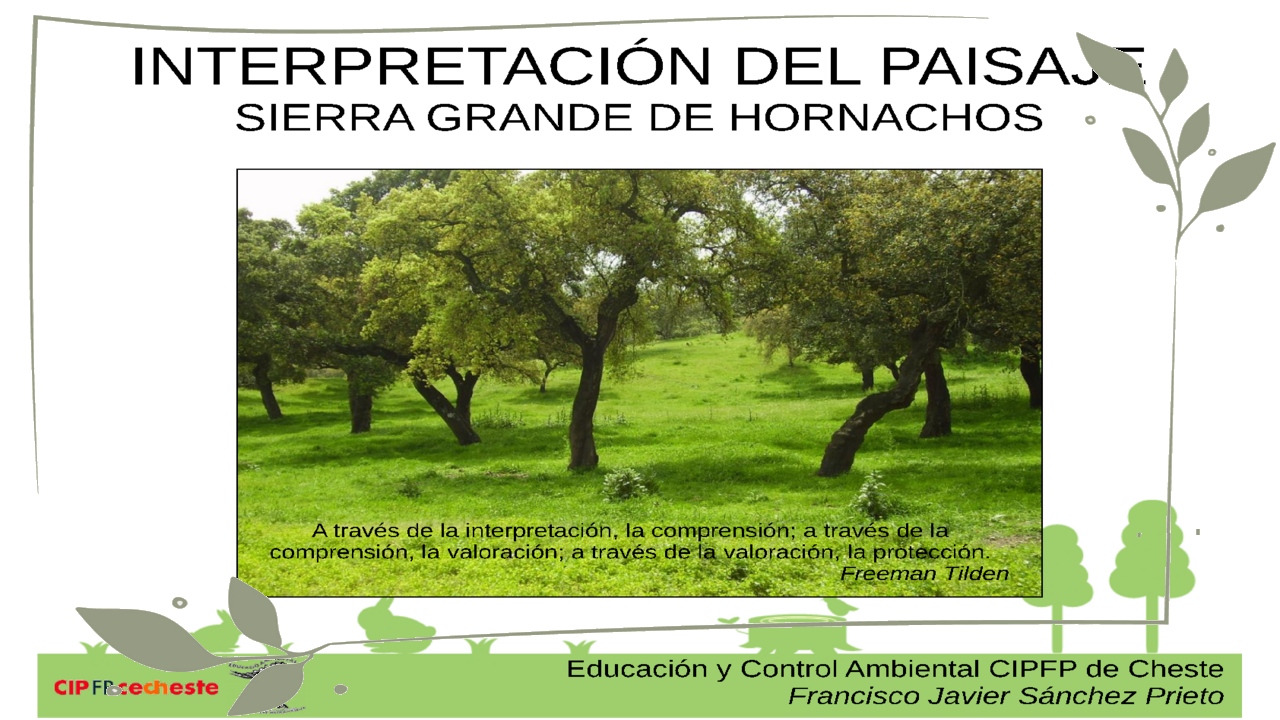 INTERPRETACIÓN DEL PAISAJE
SIERRA GRANDE DE HORNACHOS
A través de la interpretación, la comprensión; a través de la
comprensión, la valoración; a través de la valoración, la protección.
Freeman Tilden
Educación y Control Ambiental CIPFP de Cheste
CIPFP.cecheste
Francisco Javier Sánchez Prieto